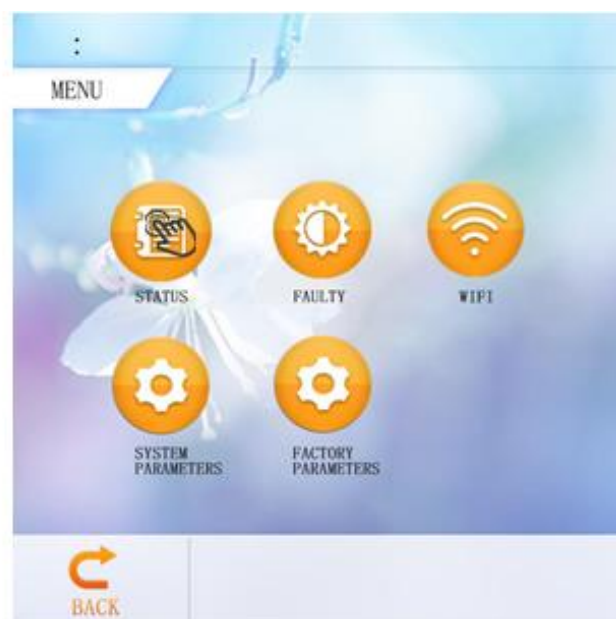 :
MENU
STATUS
FAULTY
WIFI
SYSTEM
PARAMETERS
FACTORY
PARAMETERS
BACK